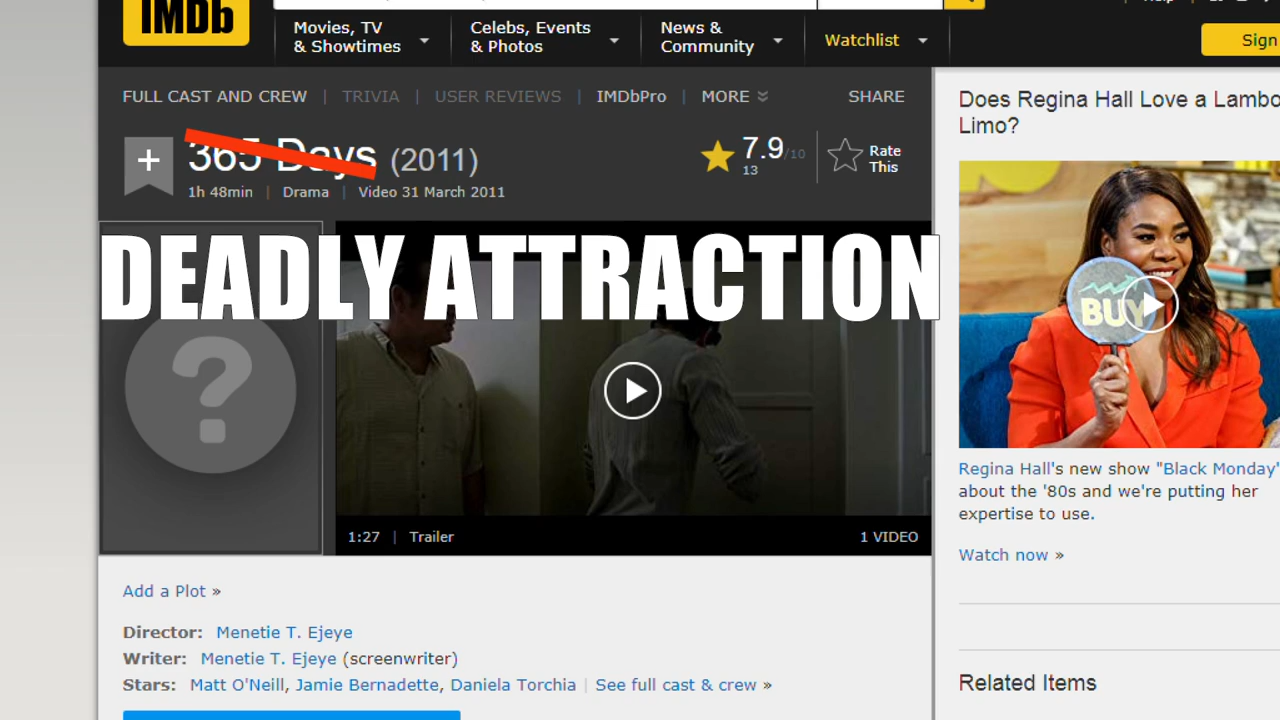 IMDb
Movies, TV
& Showtimes
Celebs, Events
& Photos
News &
Community
Watchlist
Sign
FULL CAST AND CREW | TRIVIA | USER REVIEWS | IMDbPro | MORE
SHARE
365 Days (2011)
1h 48min | Drama | Video 31 March 2011
7.9/10
13
Rate
This
DEADLY ATTRACTION
?
1:27 | Trailer
1 VIDEO
Add a Plot »
Director: Menetie T. Ejeye
Writer: Menetie T. Ejeye (screenwriter)
Stars: Matt O'Neill, Jamie Bernadette, Daniela Torchia | See full cast & crew »
Does Regina Hall Love a Lambo
Limo?
BUY
Regina Hall's new show "Black Monday"
about the '80s and we're putting her
expertise to use.
Watch now »
Related Items